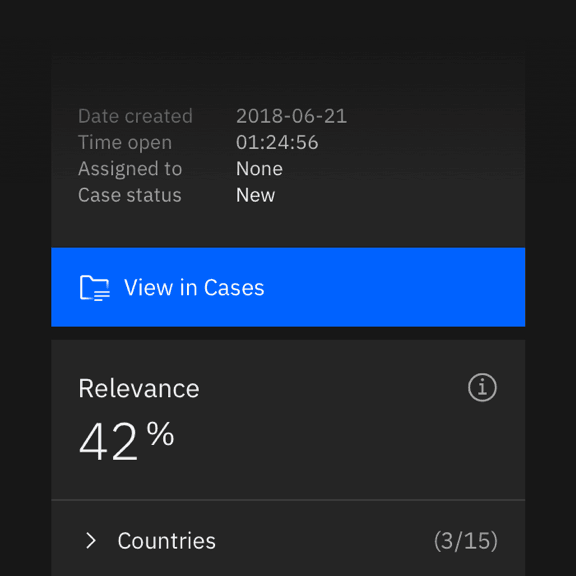 Date created 2018-06-21
Time open 01:24:56
Assigned to None
Case status New
View in Cases
Relevance
42%
Countries (3/15)